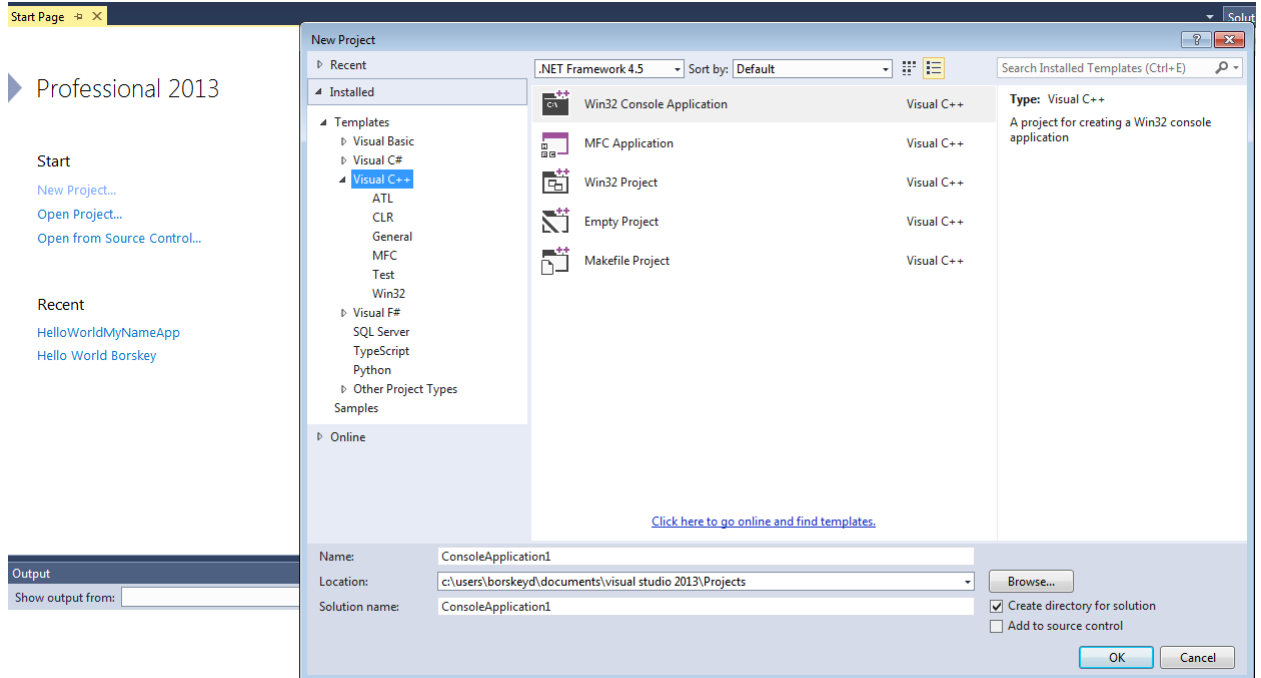 Start Page
Solut
Professional 2013
Start
New Project...
Open Project...
Open from Source Control...
Recent
HelloWorldMyNameApp
Hello World Borskey
Output
Show output from:
New Project
?
Recent
Installed
Templates
Visual Basic
Visual C#
Visual C++
ATL
CLR
General
MFC
Test
Win32
Visual F#
SQL Server
TypeScript
Python
Other Project Types
Samples
Online
.NET Framework 4.5 Sort by: Default
Search Installed Templates (Ctrl+E)
Win32 Console Application Visual C++
MFC Application Visual C++
Win32 Project Visual C++
Empty Project Visual C++
Makefile Project Visual C++
Click here to go online and find templates.
Type: Visual C++
A project for creating a Win32 console
application
Name: ConsoleApplication1
Location: c:\users\borskeyd\documents\visual studio 2013\Projects
Browse...
Solution name: ConsoleApplication1
Create directory for solution
Add to source control
OK Cancel